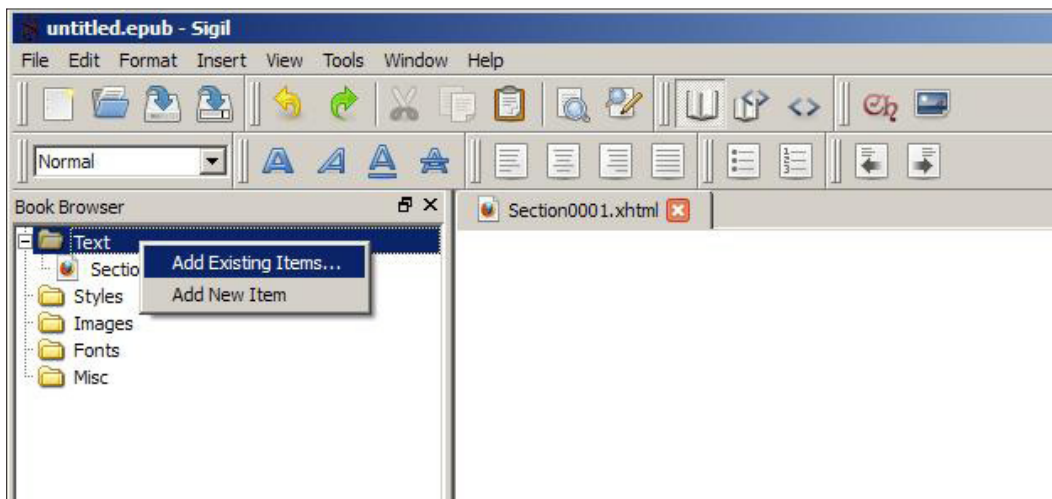 untitled.epub - Sigil
File Edit Format Insert View Tools Window Help
Normal
Book Browser
Section0001.xhtml
Text
Add Existing Items...
Add New Item
Styles
Images
Fonts
Misc